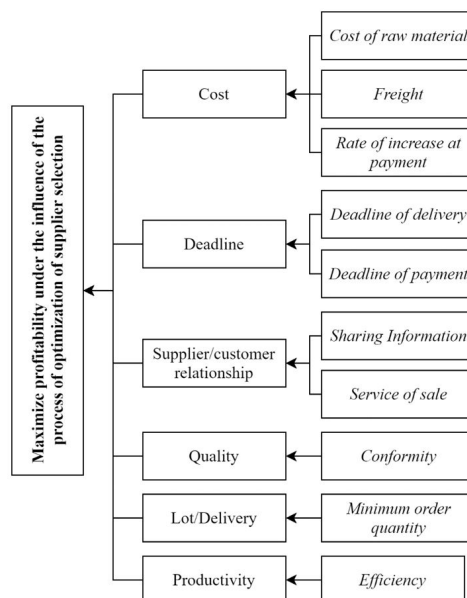 Maximize profitability under the influence of the
process of optimization of supplier selection
Cost
Cost of raw material
Freight
Rate of increase at
payment
Deadline
Deadline of delivery
Deadline of payment
Supplier/customer
relationship
Sharing Information
Service of sale
Quality
Conformity
Lot/Delivery
Minimum order
quantity
Productivity
Efficiency